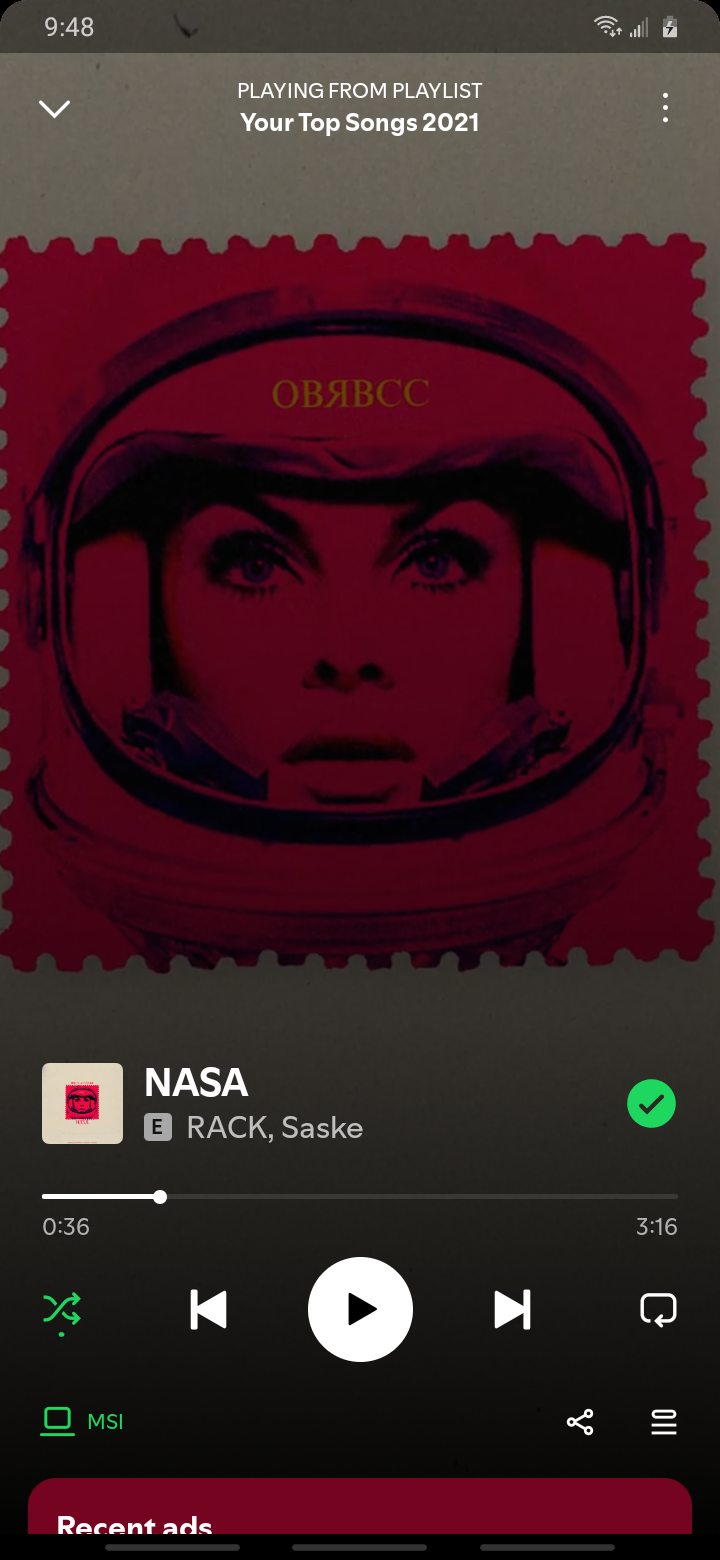 9:48
PLAYING FROM PLAYLIST
Your Top Songs 2021
ОВЯВСС
NASA
E RACK, Saske
0:36
3:16
MSI
Recent ads